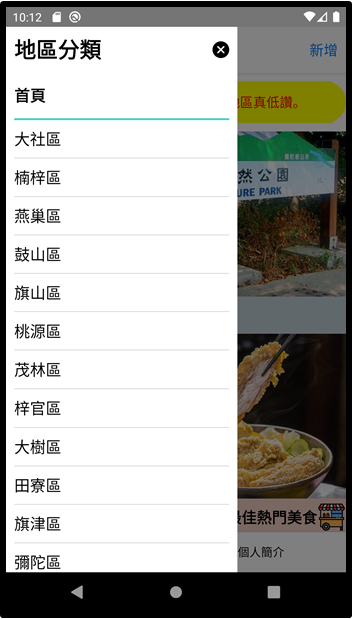 10:12
地區分類
新增
首頁
地區真低讚。
大社區
楠梓區
然公園
URE PARK
燕巢區
鼓山區
旗山區
桃源區
茂林區
梓官區
大樹區
田寮區
旗津區
最佳熱門美食
彌陀區
個人簡介